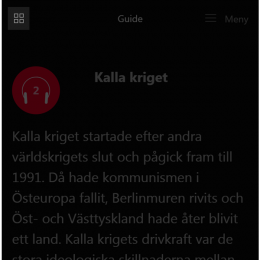 Guide
Meny
Kalla kriget
2
Kalla kriget startade efter andra
världskrigets slut och pågick fram till
1991. Då hade kommunismen i
Östeuropa fallit, Berlinmuren rivits och
Öst- och Västtyskland hade åter blivit
ett land. Kalla krigets drivkraft var de
stora ideologiska skillnaderna mellan